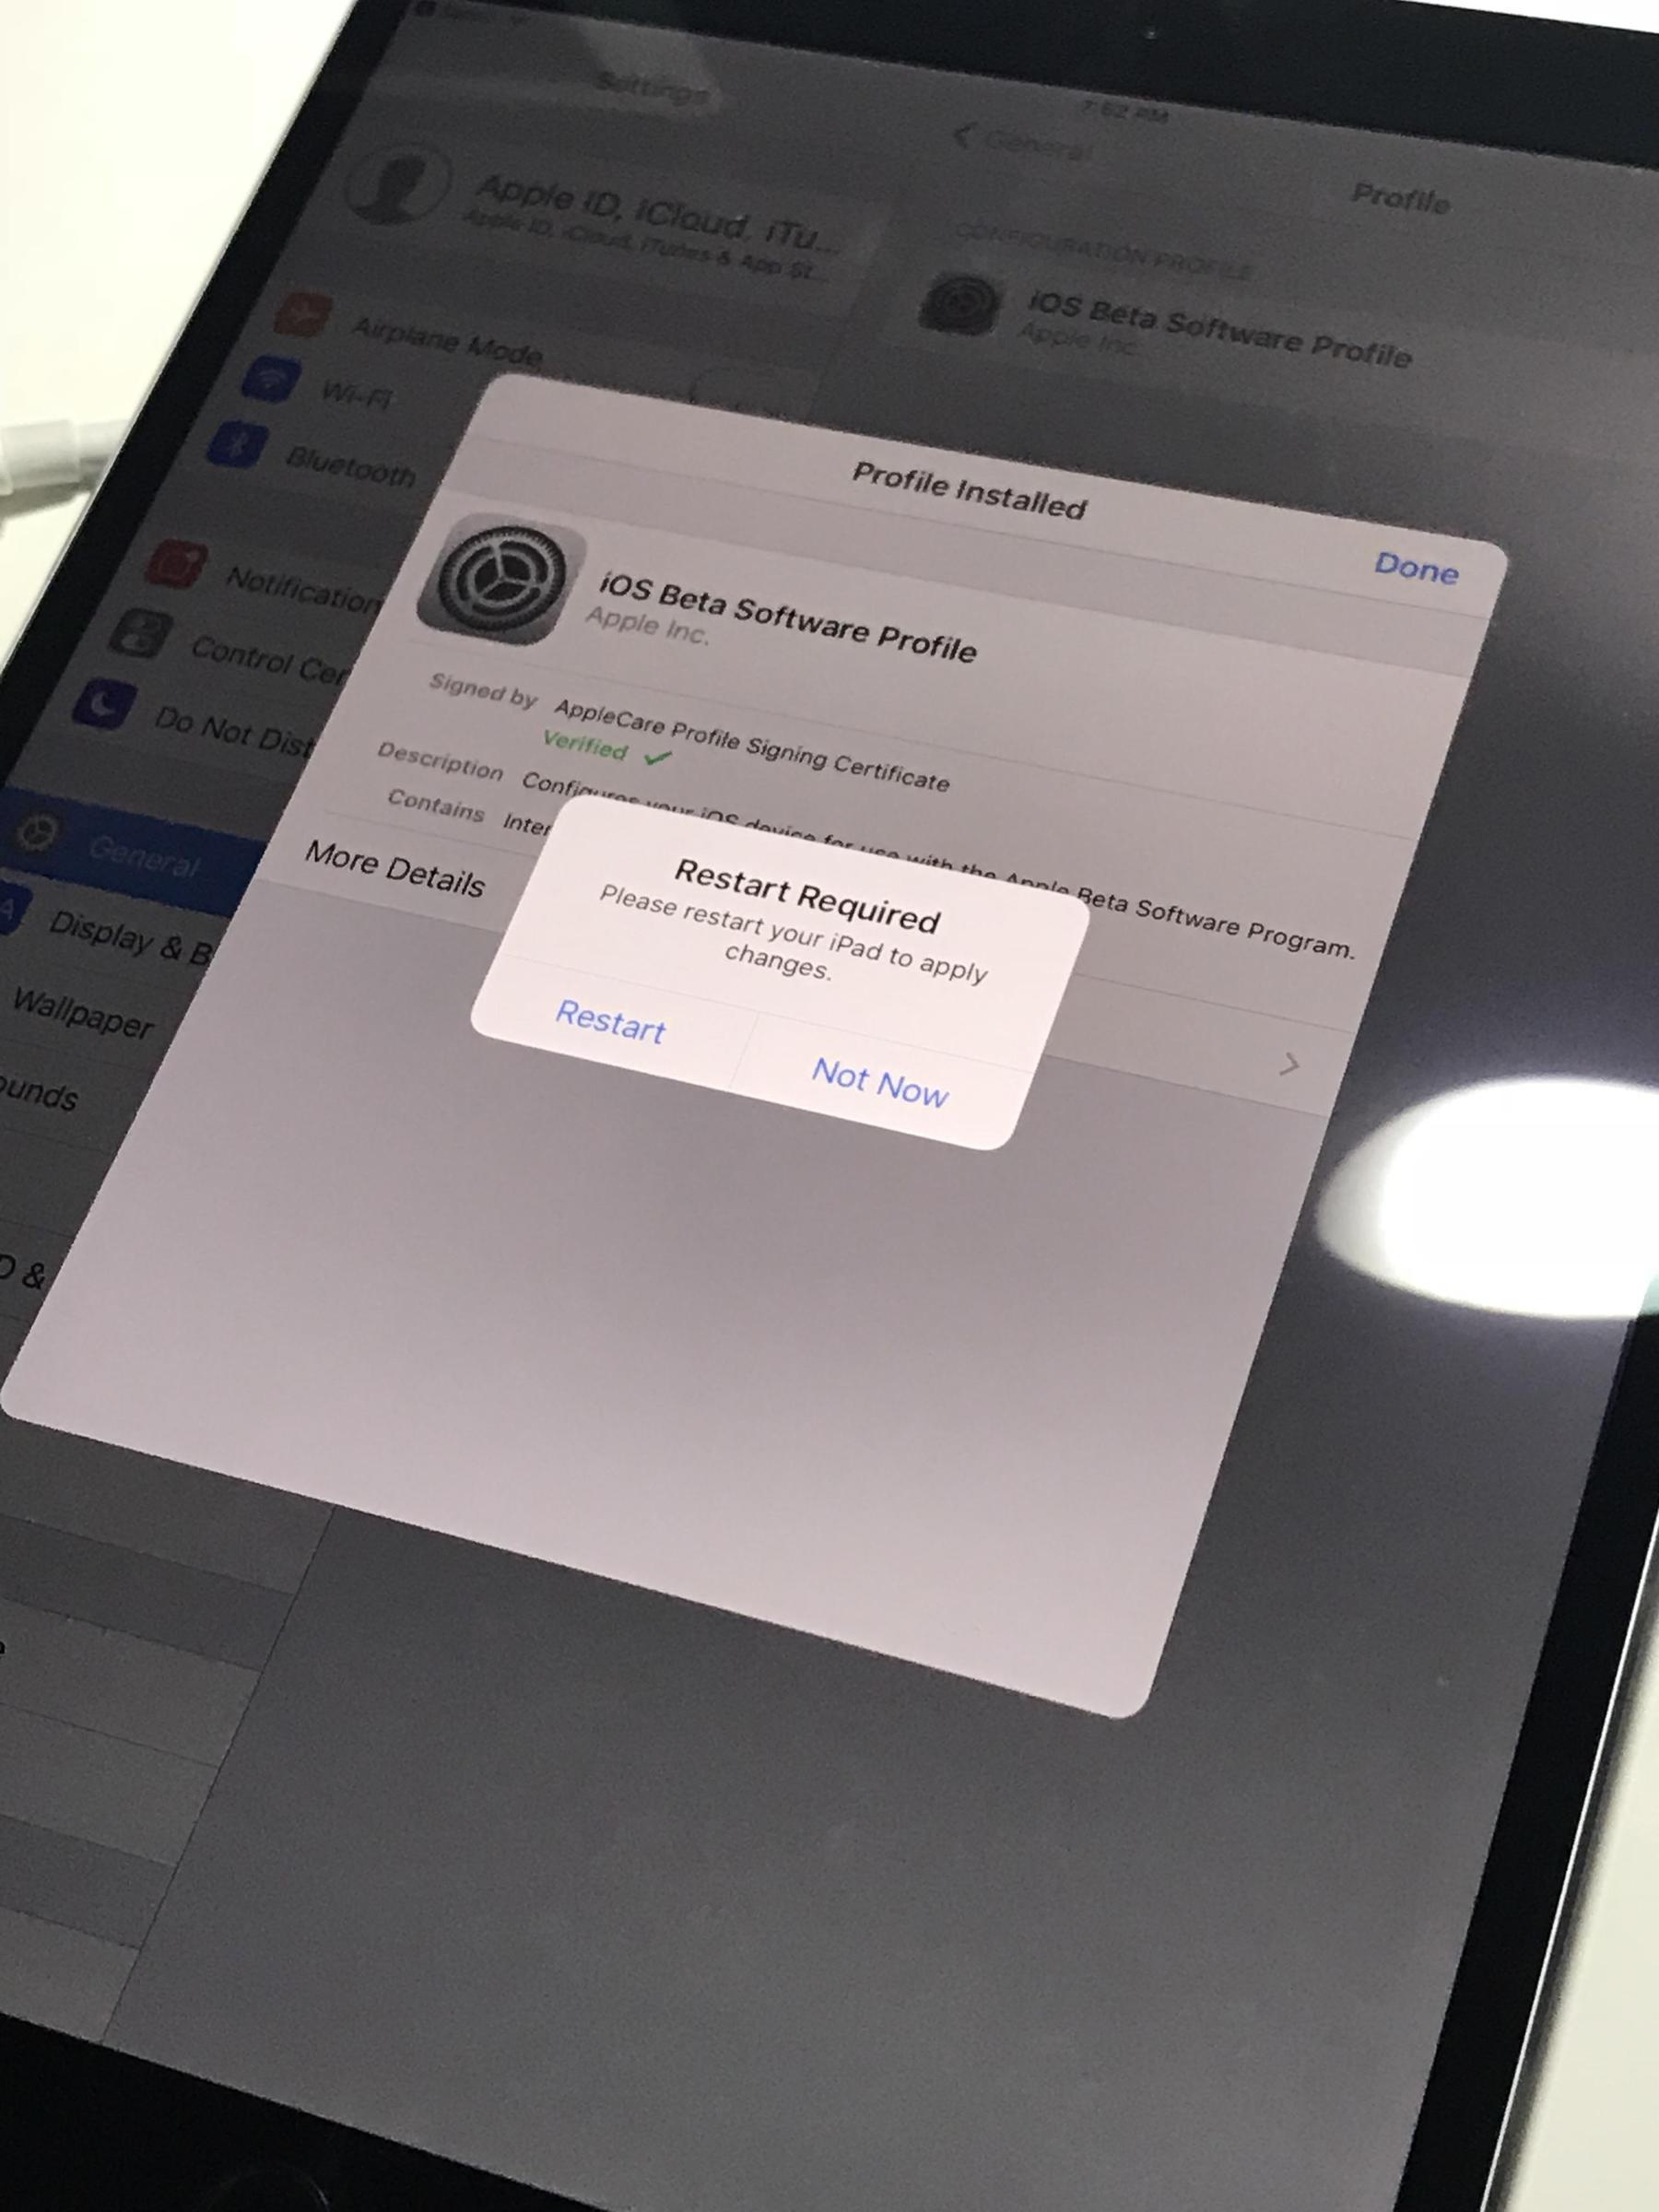 Settings
7:52 PM
Apple ID, iCloud, iTu...
Apple ID, iCloud, iTunes & App St...
Airplane Mode
Wi-Fi
Bluetooth
Notification
Control Cen
Do Not Dist
General
Display & B
Wallpaper
ounds
D &
General
Profile
CONFIGURATION PROFILE
iOS Beta Software Profile
Apple Inc.
Profile Installed
Done
iOS Beta Software Profile
Apple Inc.
Signed by AppleCare Profile Signing Certificate
Verified ✓
Description Configures your iOS device for use with the Apple Beta Software Program.
Contains Inter
More Details
Restart Required
Please restart your iPad to apply
changes.
Restart
Not Now